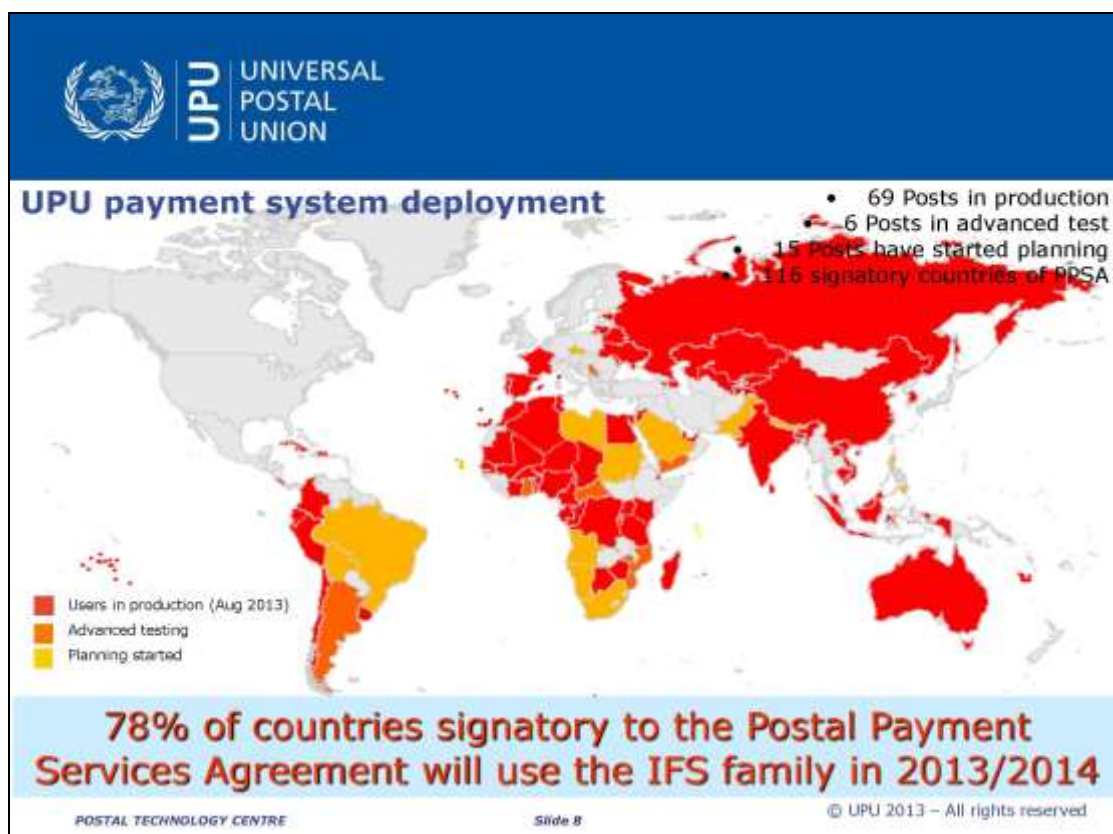 UPU
UNIVERSAL
POSTAL
UNION
UPU payment system deployment
• 69 Posts in production
• 6 Posts in advanced test
• 15 Posts have started planning
• 116 signatory countries of PPSA
Users in production (Aug 2013)
Advanced testing
Planning started
78% of countries signatory to the Postal Payment
Services Agreement will use the IFS family in 2013/2014
POSTAL TECHNOLOGY CENTRE
Slide 8
© UPU 2013 – All rights reserved